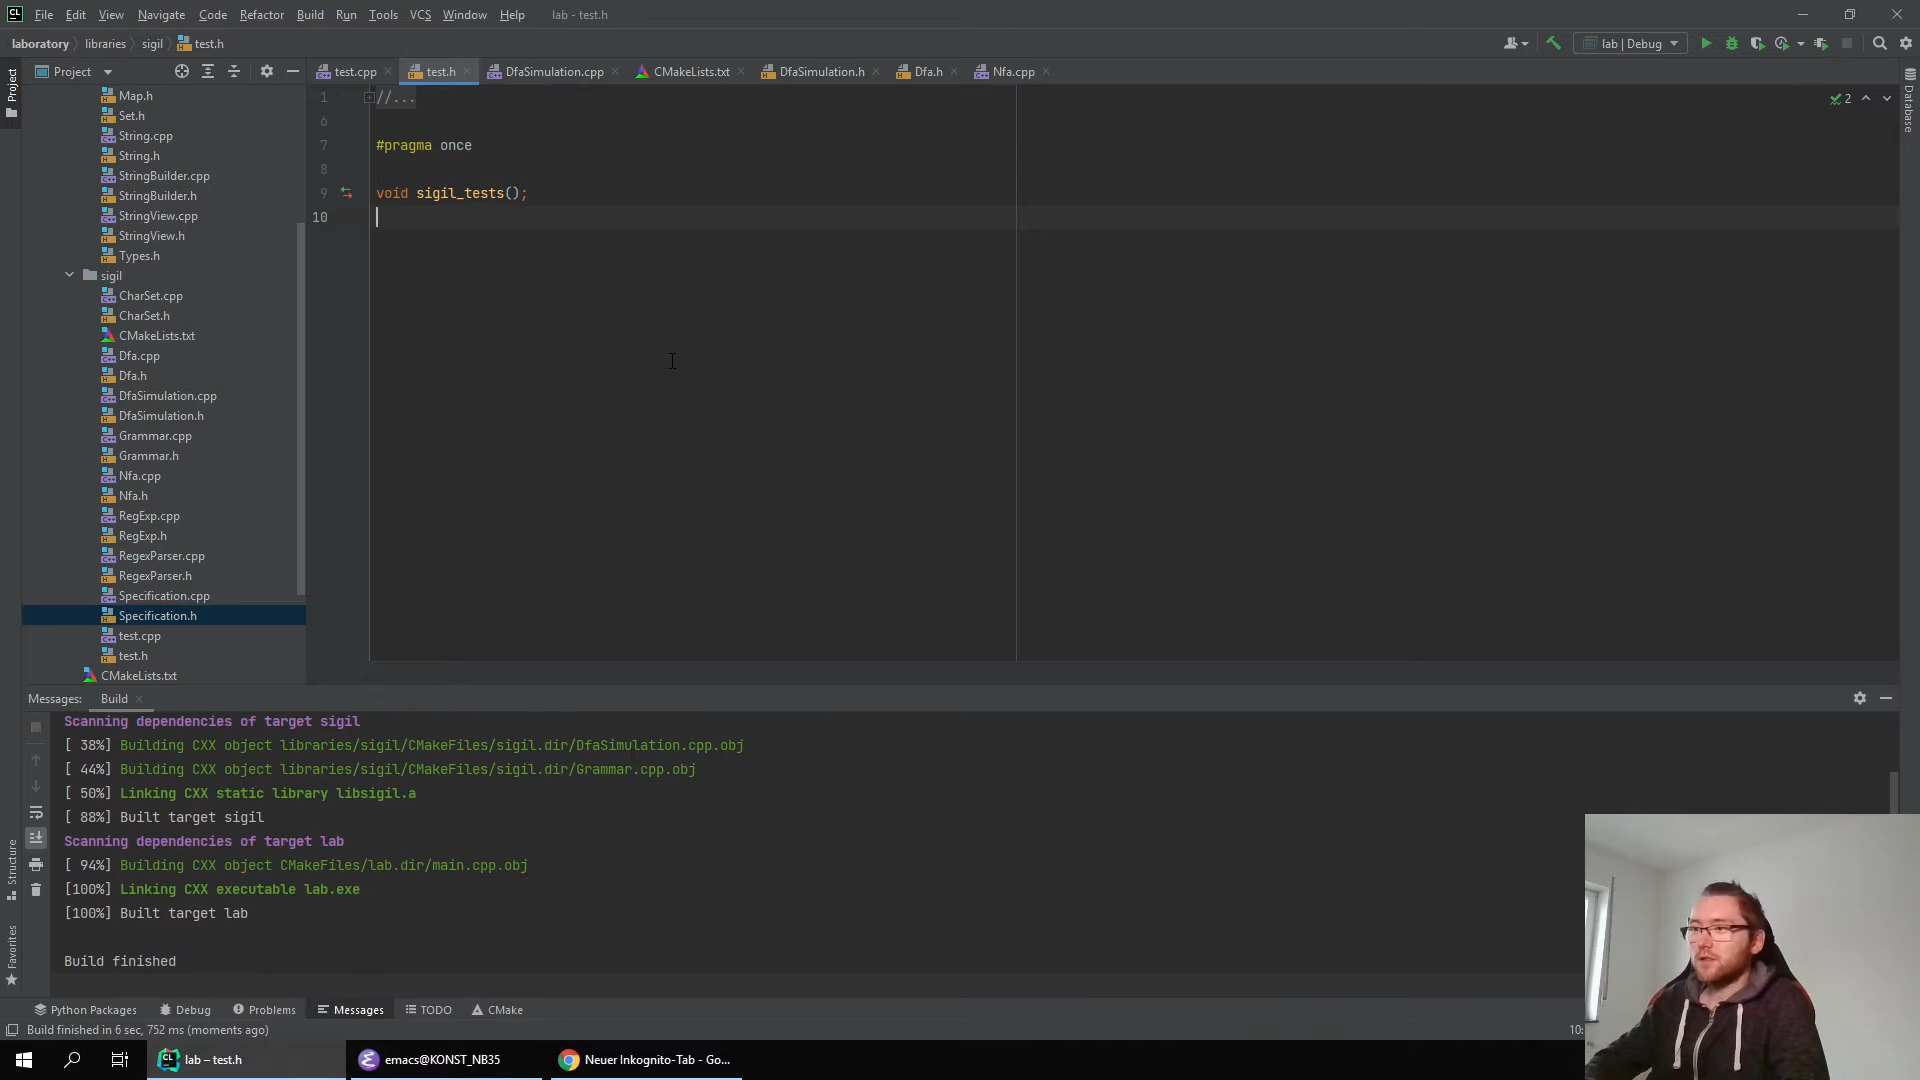 File Edit View Navigate Code Refactor Build Run Tools VCS Window Help lab - test.h
laboratory libraries sigil test.h
lab | Debug
Project
test.cpp test.h DfaSimulation.cpp CMakeLists.txt DfaSimulation.h Dfa.h Nfa.cpp
Project
Database
Map.h
Set.h
String.cpp
String.h
StringBuilder.cpp
StringBuilder.h
StringView.cpp
StringView.h
Types.h
sigil
CharSet.cpp
CharSet.h
CMakeLists.txt
Dfa.cpp
Dfa.h
DfaSimulation.cpp
DfaSimulation.h
Grammar.cpp
Grammar.h
Nfa.cpp
Nfa.h
RegExp.cpp
RegExp.h
RegexParser.cpp
RegexParser.h
Specification.cpp
Specification.h
test.cpp
test.h
CMakeLists.txt
1 //...
2
6
7 #pragma once
8
9 void sigil_tests();
10
Messages: Build
Scanning dependencies of target sigil
[ 38%] Building CXX object libraries/sigil/CMakeFiles/sigil.dir/DfaSimulation.cpp.obj
[ 44%] Building CXX object libraries/sigil/CMakeFiles/sigil.dir/Grammar.cpp.obj
[ 50%] Linking CXX static library libsigil.a
[ 88%] Built target sigil
Scanning dependencies of target lab
[ 94%] Building CXX object CMakeFiles/lab.dir/main.cpp.obj
[100%] Linking CXX executable lab.exe
[100%] Built target lab
Build finished
Structure
Favorites
Python Packages Debug Problems Messages TODO CMake
Build finished in 6 sec, 752 ms (moments ago)
10:
lab – test.h emacs@KONST_NB35 Neuer Inkognito-Tab - Go...